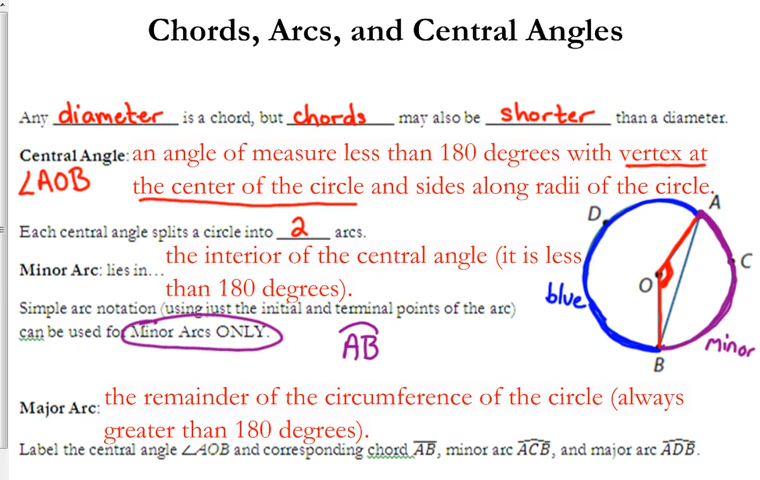 Chords, Arcs, and Central Angles
Any diameter is a chord, but chords may also be shorter than a diameter.
Central Angle: an angle of measure less than 180 degrees with vertex at
∠AOB the center of the circle and sides along radii of the circle.
Each central angle splits a circle into 2 arcs.
the interior of the central angle (it is less
Minor Arc: lies in...
than 180 degrees).
Simple arc notation (using just the initial and terminal points of the arc)
can be used for Minor Arcs ONLY.
AB
D
A
C
O
blue
minor
B
the remainder of the circumference of the circle (always
Major Arc:
greater than 180 degrees).
Label the central angle ∠AOB and corresponding chord AB, minor arc ACB, and major arc ADB.